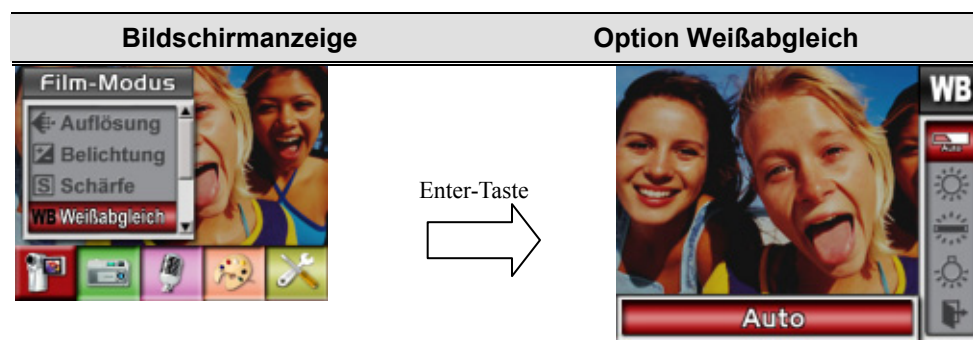 Bildschirmanzeige Option Weißabgleich
Film-Modus
Auflösung
Belichtung
S Schärfe
WB Weißabgleich
Enter-Taste
WB
Auto
Auto